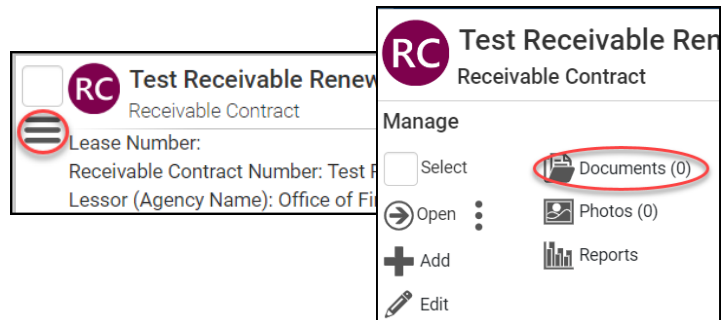 RC
Test Receivable Renew
Receivable Contract
Lease Number:
Receivable Contract Number: Test
Lessor (Agency Name): Office of
RC
Test Receivable Ren
Receivable Contract
Manage
Select
Documents (0)
Open
Photos (0)
Add
Reports
Edit